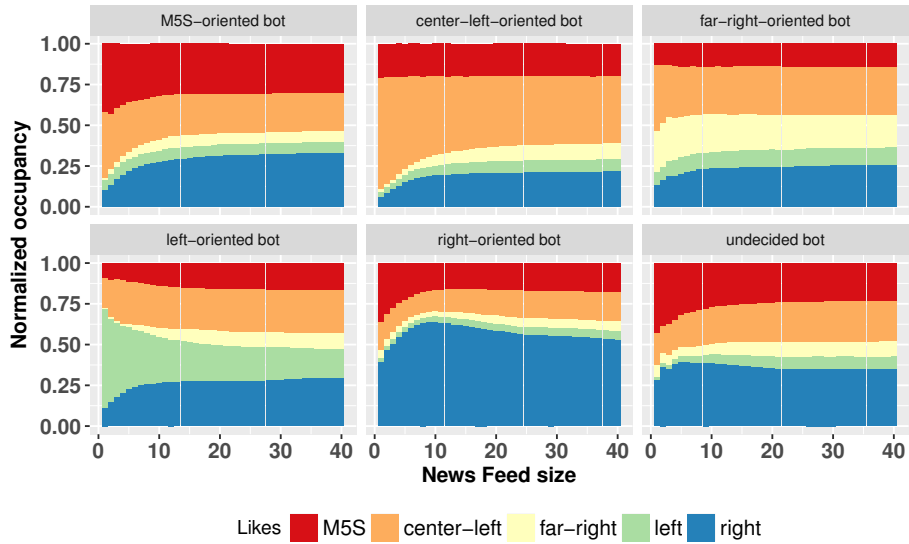 M5S−oriented bot center−left−oriented bot far−right−oriented bot
1.00
0.75
0.50
0.25
0.00
left−oriented bot right−oriented bot undecided bot
1.00
0.75
0.50
0.25
0.00
0 10 20 30 40 0 10 20 30 40 0 10 20 30 40
Normalized occupancy
News Feed size
Likes M5S center−left far−right left right